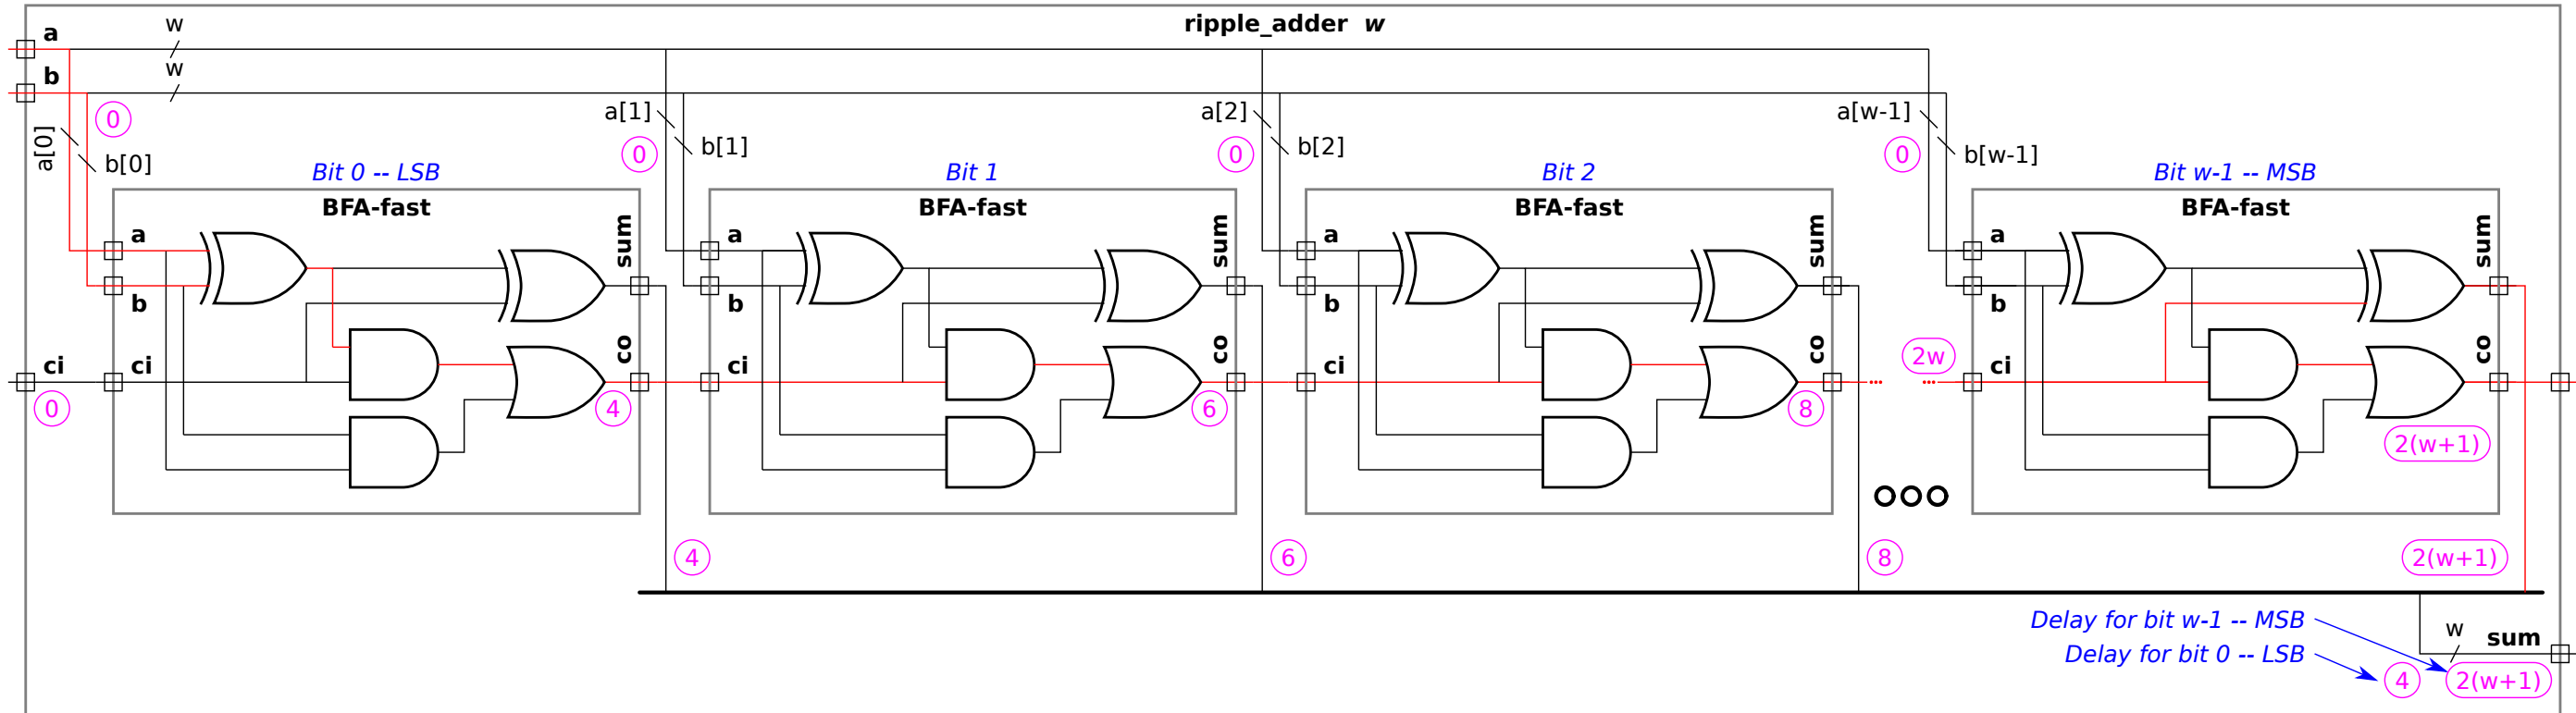 ripple_adder w
a
w
b
w
0
a[0]
b[0]
a[1]
0
b[1]
a[2]
0
b[2]
a[w-1]
0
b[w-1]
Bit 0 -- LSB
Bit 1
Bit 2
Bit w-1 -- MSB
BFA-fast
a
b
ci
sum
co
BFA-fast
a
b
ci
sum
co
BFA-fast
a
b
ci
sum
co
BFA-fast
a
b
ci
sum
co
ci
0
4
6
8
...
...
2w
2(w+1)
4
6
8
2(w+1)
Delay for bit w-1 -- MSB
Delay for bit 0 -- LSB
w
sum
4
2(w+1)